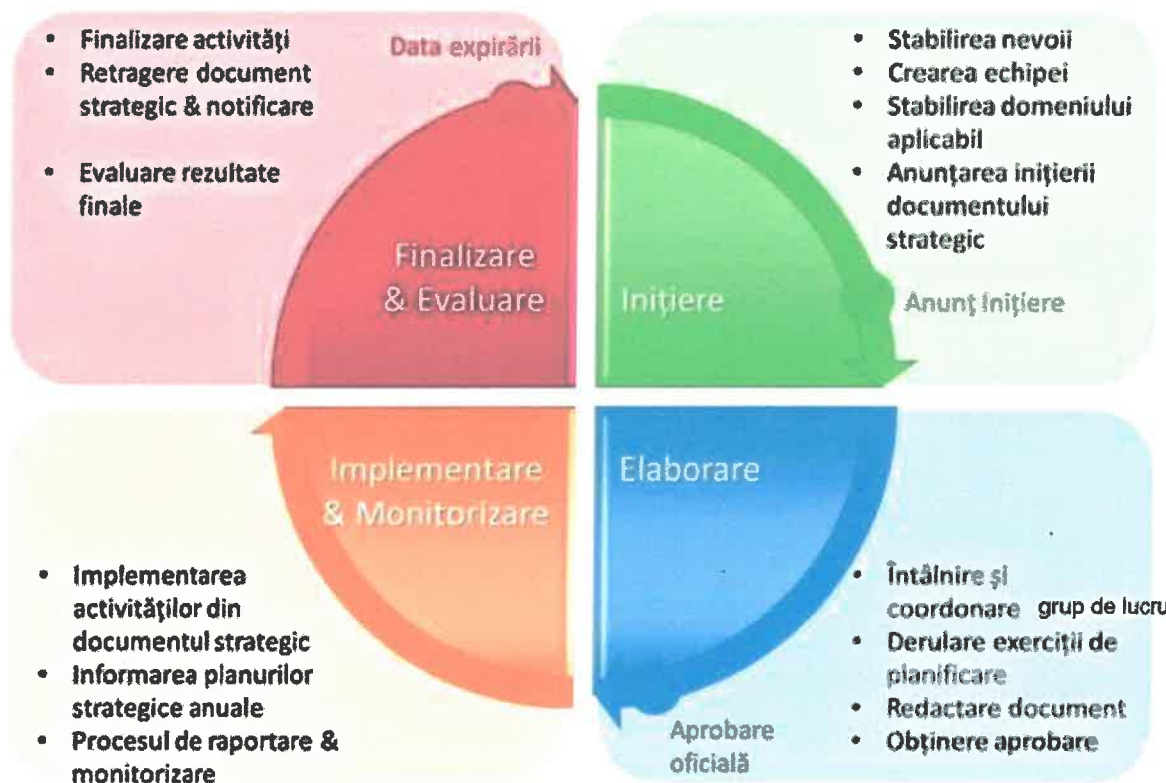 • Finalizare activități
• Retragere document
strategic & notificare
• Evaluare rezultate
finale
Data expirării
Finalizare
& Evaluare
• Stabilirea nevoii
• Crearea echipei
• Stabilirea domeniului
aplicabil
• Anunțarea inițierii
documentului
strategic
Inițiere
Anunț Inițiere
Implementare
& Monitorizare
• Implementarea
activităților din
documentul strategic
• Informarea planurilor
strategice anuale
• Procesul de raportare &
monitorizare
Elaborare
• Întâlnire și
coordonare grup de lucru
• Derulare exerciții de
planificare
• Redactare document
• Obținere aprobare
Aprobare
oficială